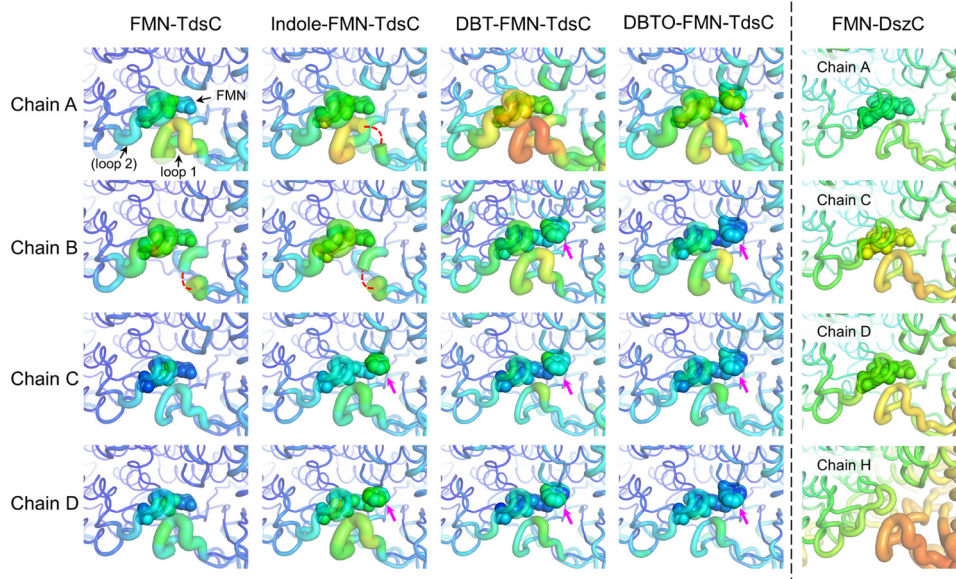 FMN-TdsC Indole-FMN-TdsC DBT-FMN-TdsC DBTO-FMN-TdsC FMN-DszC
Chain A
FMN
(loop 2)
loop 1
Chain A
Chain B
Chain C
Chain C
Chain D
Chain D
Chain H